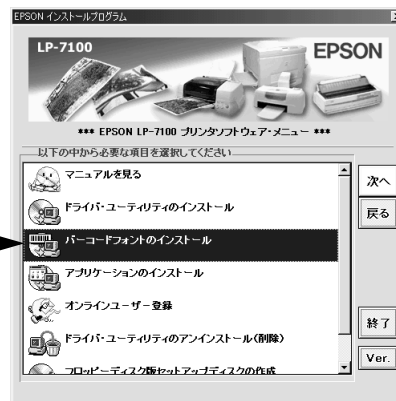 EPSON インストールプログラム
LP-7100
EPSON
*** EPSON LP-7100 プリンタソフトウェア・メニュー ***
以下の中から必要な項目を選択してください
マニュアルを見る
ドライバ・ユーティリティのインストール
バーコードフォントのインストール
アプリケーションのインストール
オンラインユーザー登録
ドライバ・ユーティリティのアンインストール(削除)
フロッピーディスク版セットアップディスクの作成
次へ
戻る
終了
Ver.